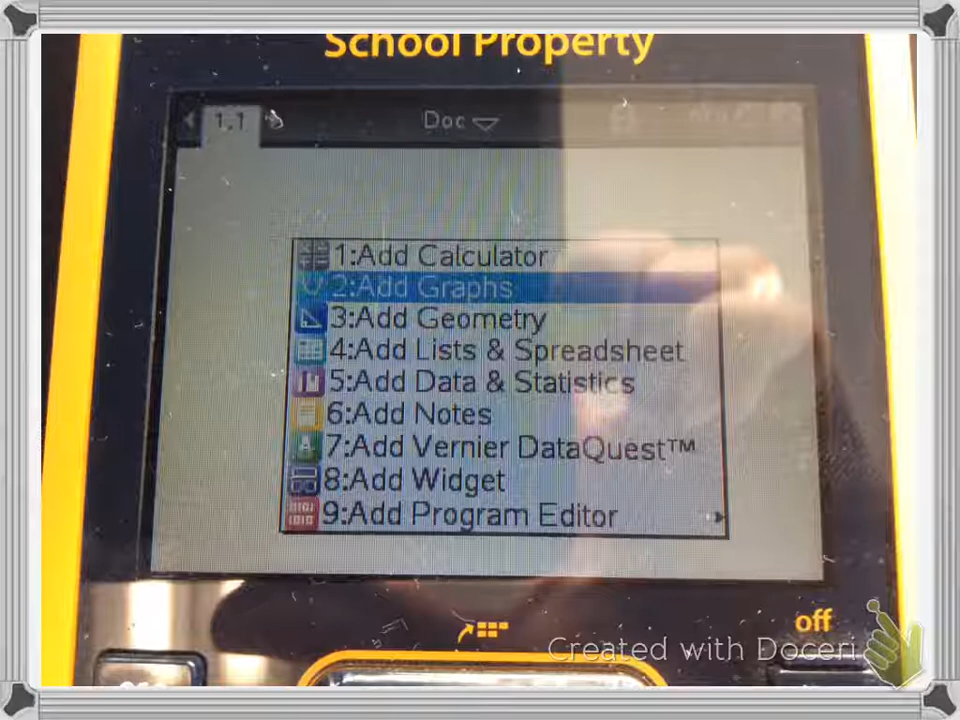 School Property
1.1
Doc
1:Add Calculator
2:Add Graphs
3:Add Geometry
4:Add Lists & Spreadsheet
5:Add Data & Statistics
6:Add Notes
7:Add Vernier DataQuest™
8:Add Widget
9:Add Program Editor
off
Created with Doceri